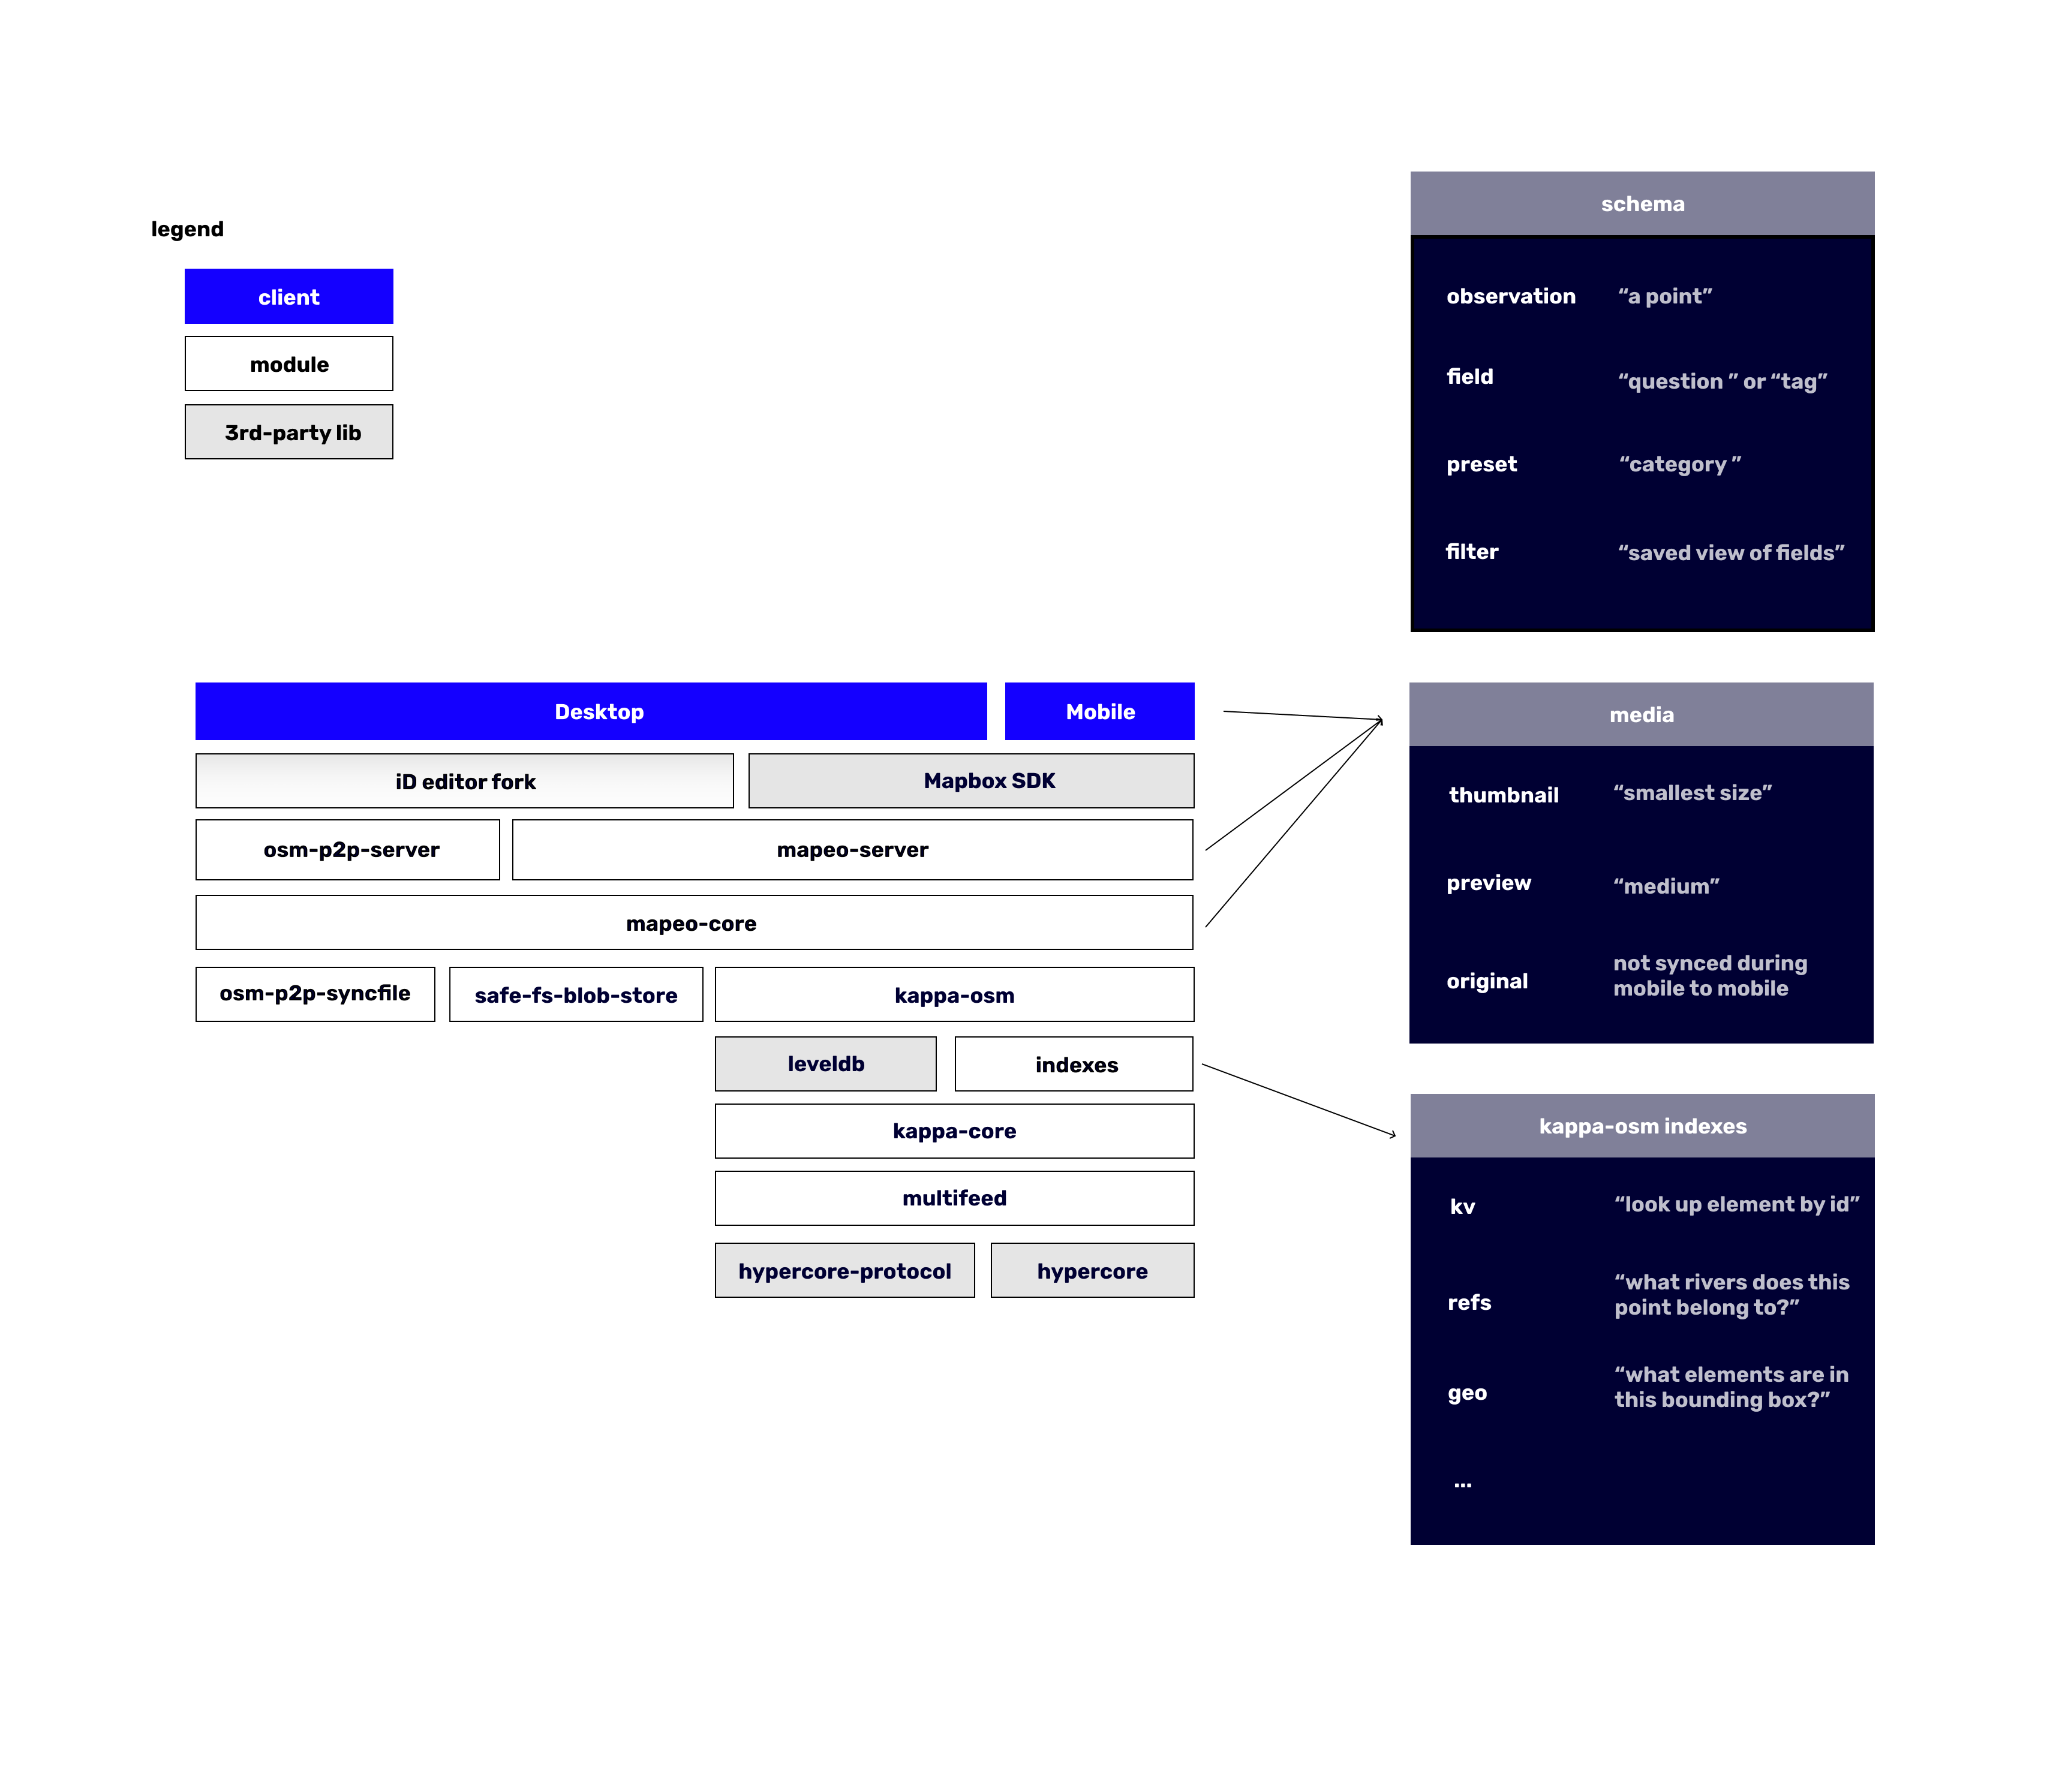 legend
client
module
3rd-party lib
Desktop
Mobile
iD editor fork
Mapbox SDK
osm-p2p-server
mapeo-server
mapeo-core
osm-p2p-syncfile
safe-fs-blob-store
kappa-osm
leveldb
indexes
kappa-core
multifeed
hypercore-protocol
hypercore
schema
observation
“a point”
field
“question ” or “tag”
preset
“category ”
filter
“saved view of fields”
media
thumbnail
“smallest size”
preview
“medium”
original
not synced during
mobile to mobile
kappa-osm indexes
kv
“look up element by id”
refs
“what rivers does this
point belong to?”
geo
“what elements are in
this bounding box?”
...